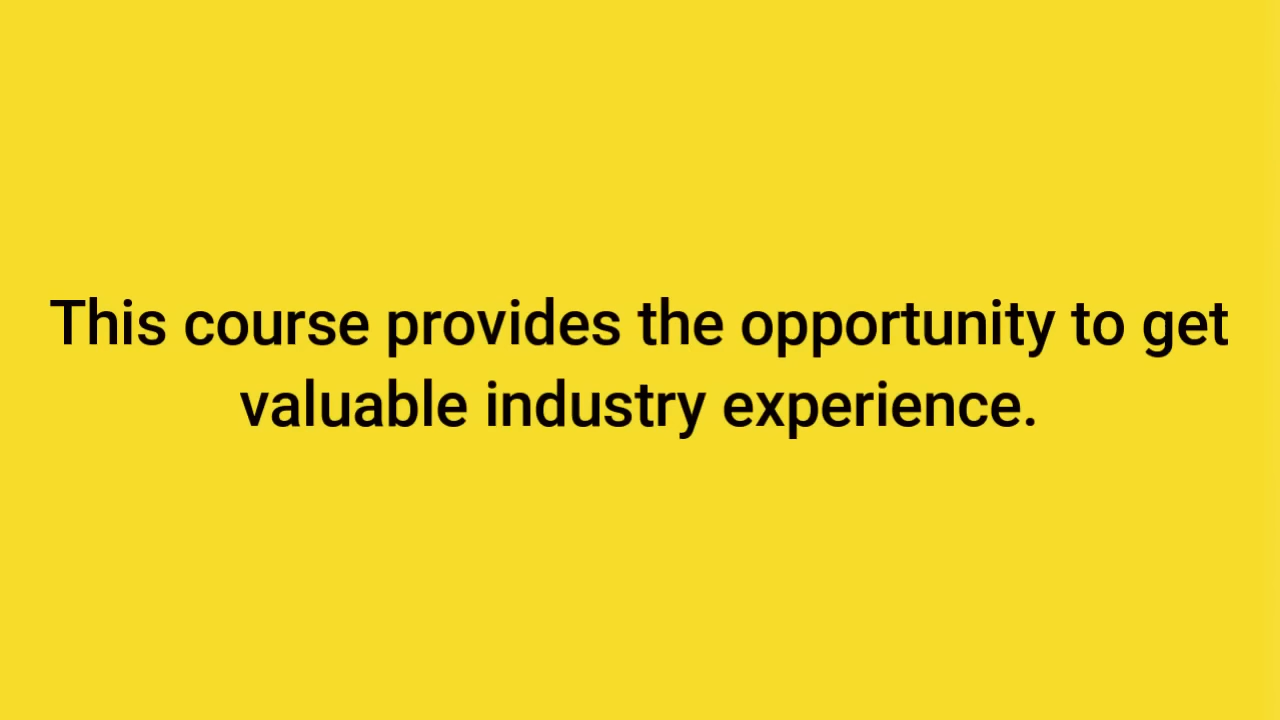 This course provides the opportunity to get
valuable industry experience.